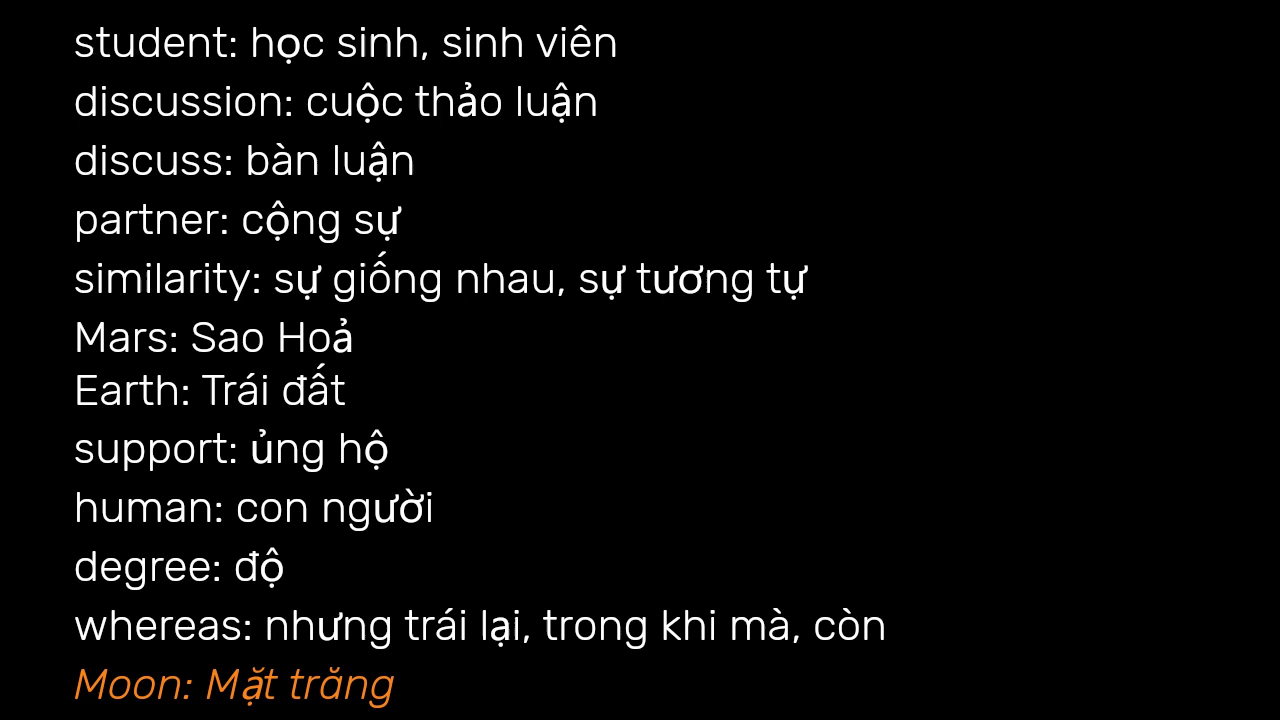 student: học sinh, sinh viên
discussion: cuộc thảo luận
discuss: bàn luận
partner: cộng sự
similarity: sự giống nhau, sự tương tự
Mars: Sao Hoả
Earth: Trái đất
support: ủng hộ
human: con người
degree: độ
whereas: nhưng trái lại, trong khi mà, còn
Moon: Mặt trăng